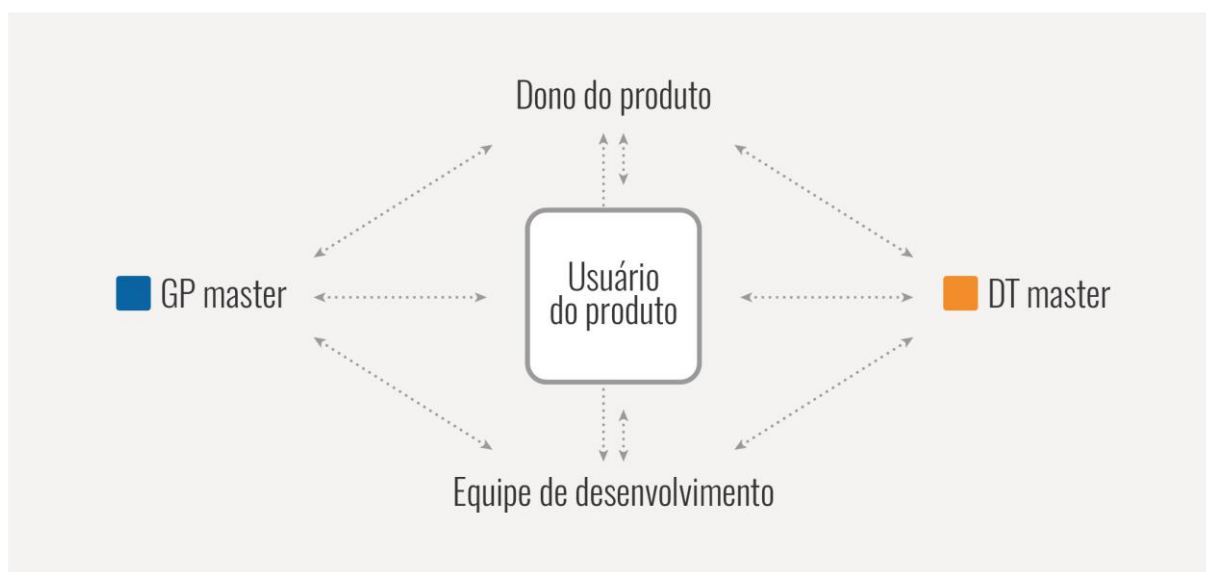 Dono do produto
GP master
Usuário
do produto
DT master
Equipe de desenvolvimento